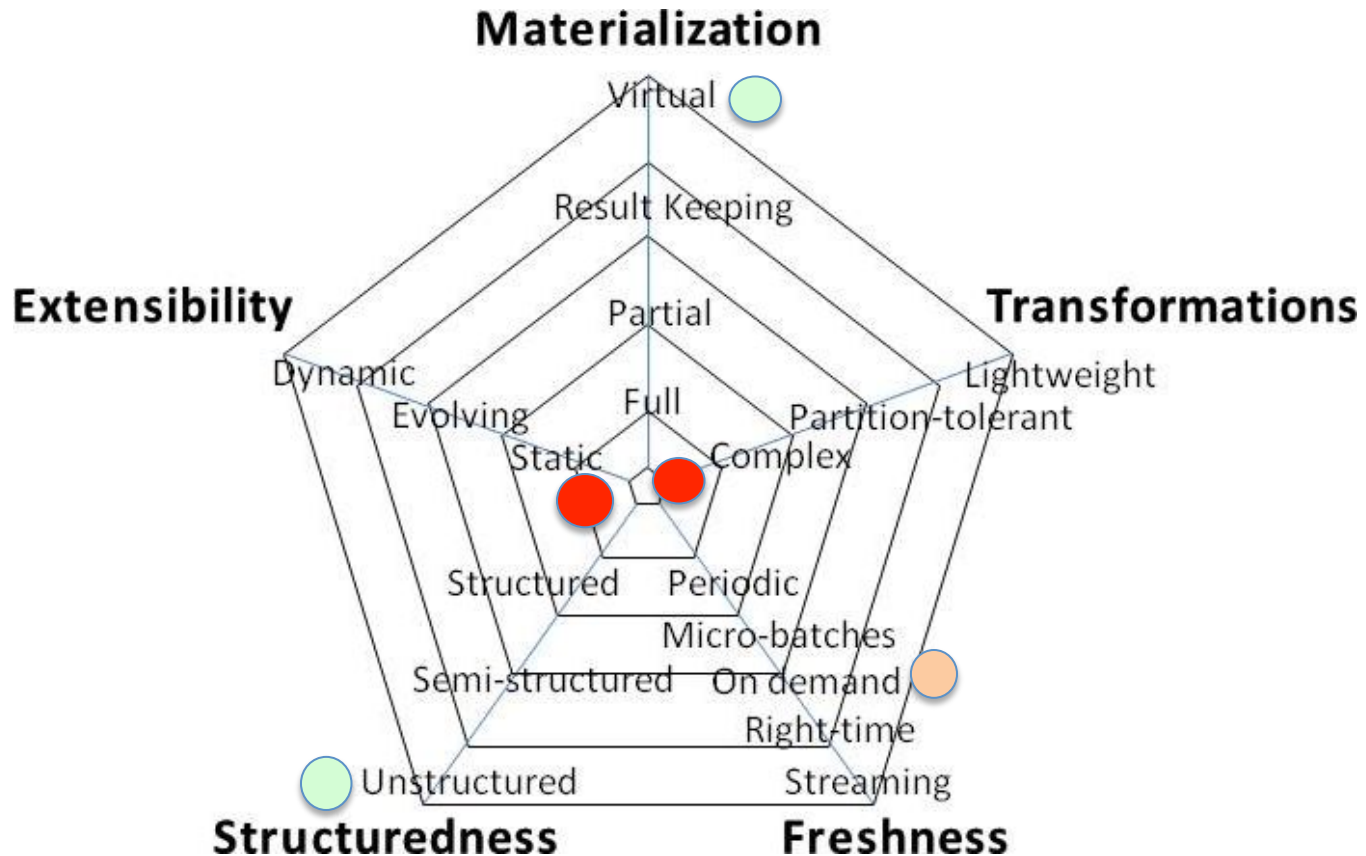 Materialization
Virtual
Result Keeping
Extensibility
Transformations
Partial
Dynamic
Lightweight
Full
Evolving
Partition-tolerant
Static
Complex
Structured
Periodic
Micro-batches
Semi-structured
On demand
Right-time
Unstructured
Streaming
Structuredness
Freshness